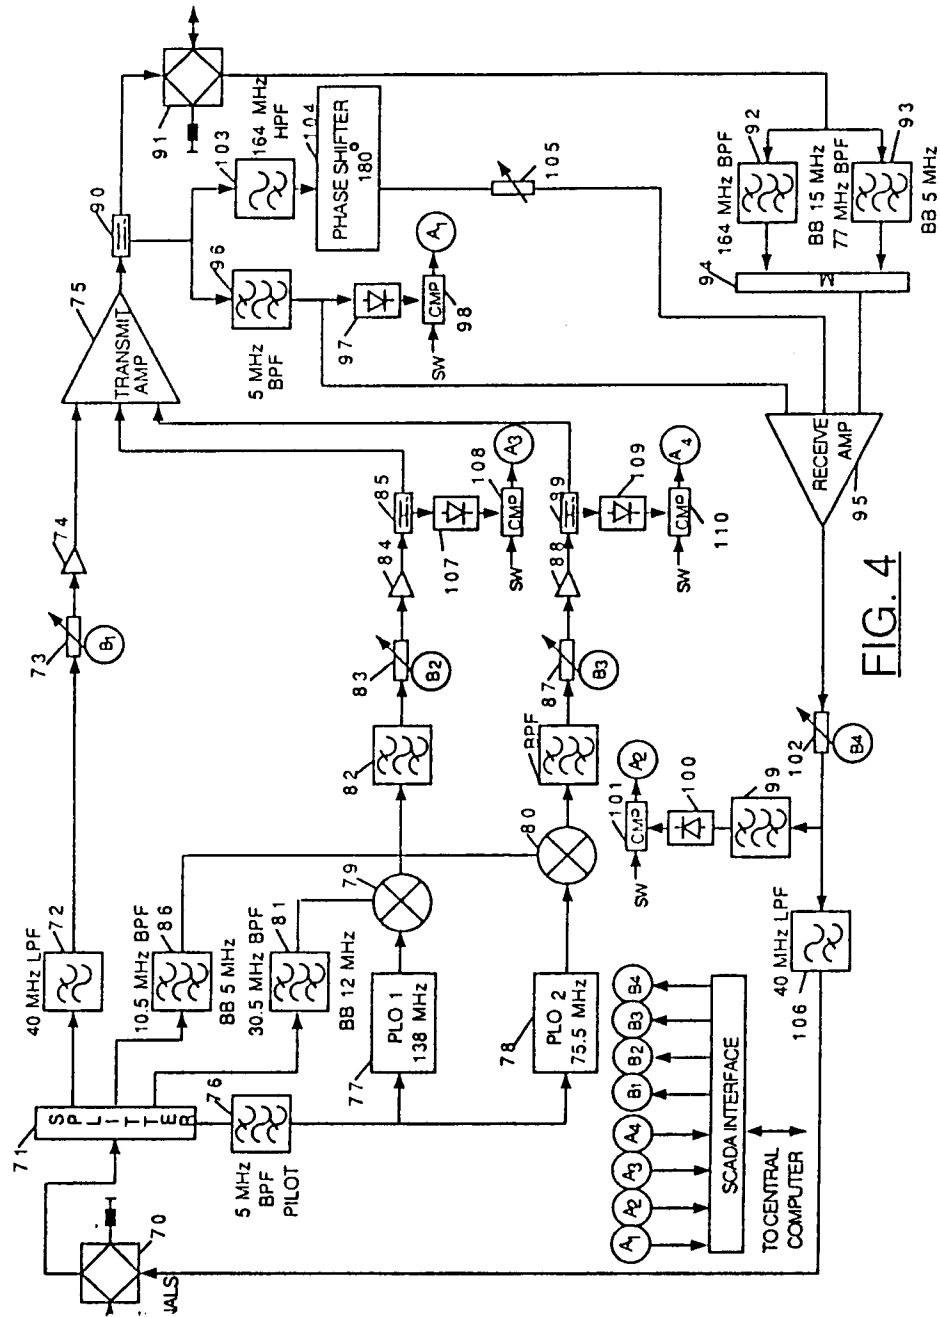 FIG. 4
70
71
SPLITTER
40 MHz LPF
72
10.5 MHz BPF
86
BB 5 MHz
30.5 MHz BPF
81
BB 12 MHz
76
5 MHz
BPF
PILOT
77
PLO 1
138 MHz
78
PLO 2
75.5 MHz
79
80
73
B1
74
82
83
B2
84
85
107
108
CMP
SW
A3
BPF
87
B3
88
89
109
110
CMP
SW
A4
75
TRANSMIT
AMP
90
91
103
164 MHz
HPF
104
PHASE SHIFTER
180°
105
96
5 MHz
BPF
97
CMP
98
SW
A1
92
164 MHz BPF
BB 15 MHz
77 MHz BPF
93
BB 5 MHz
94
M
RECEIVE
AMP
95
102
B4
99
100
101
CMP
SW
A2
40 MHz LPF
106
A1
A2
A3
A4
B1
B2
B3
B4
SCADA INTERFACE
TO CENTRAL
COMPUTER